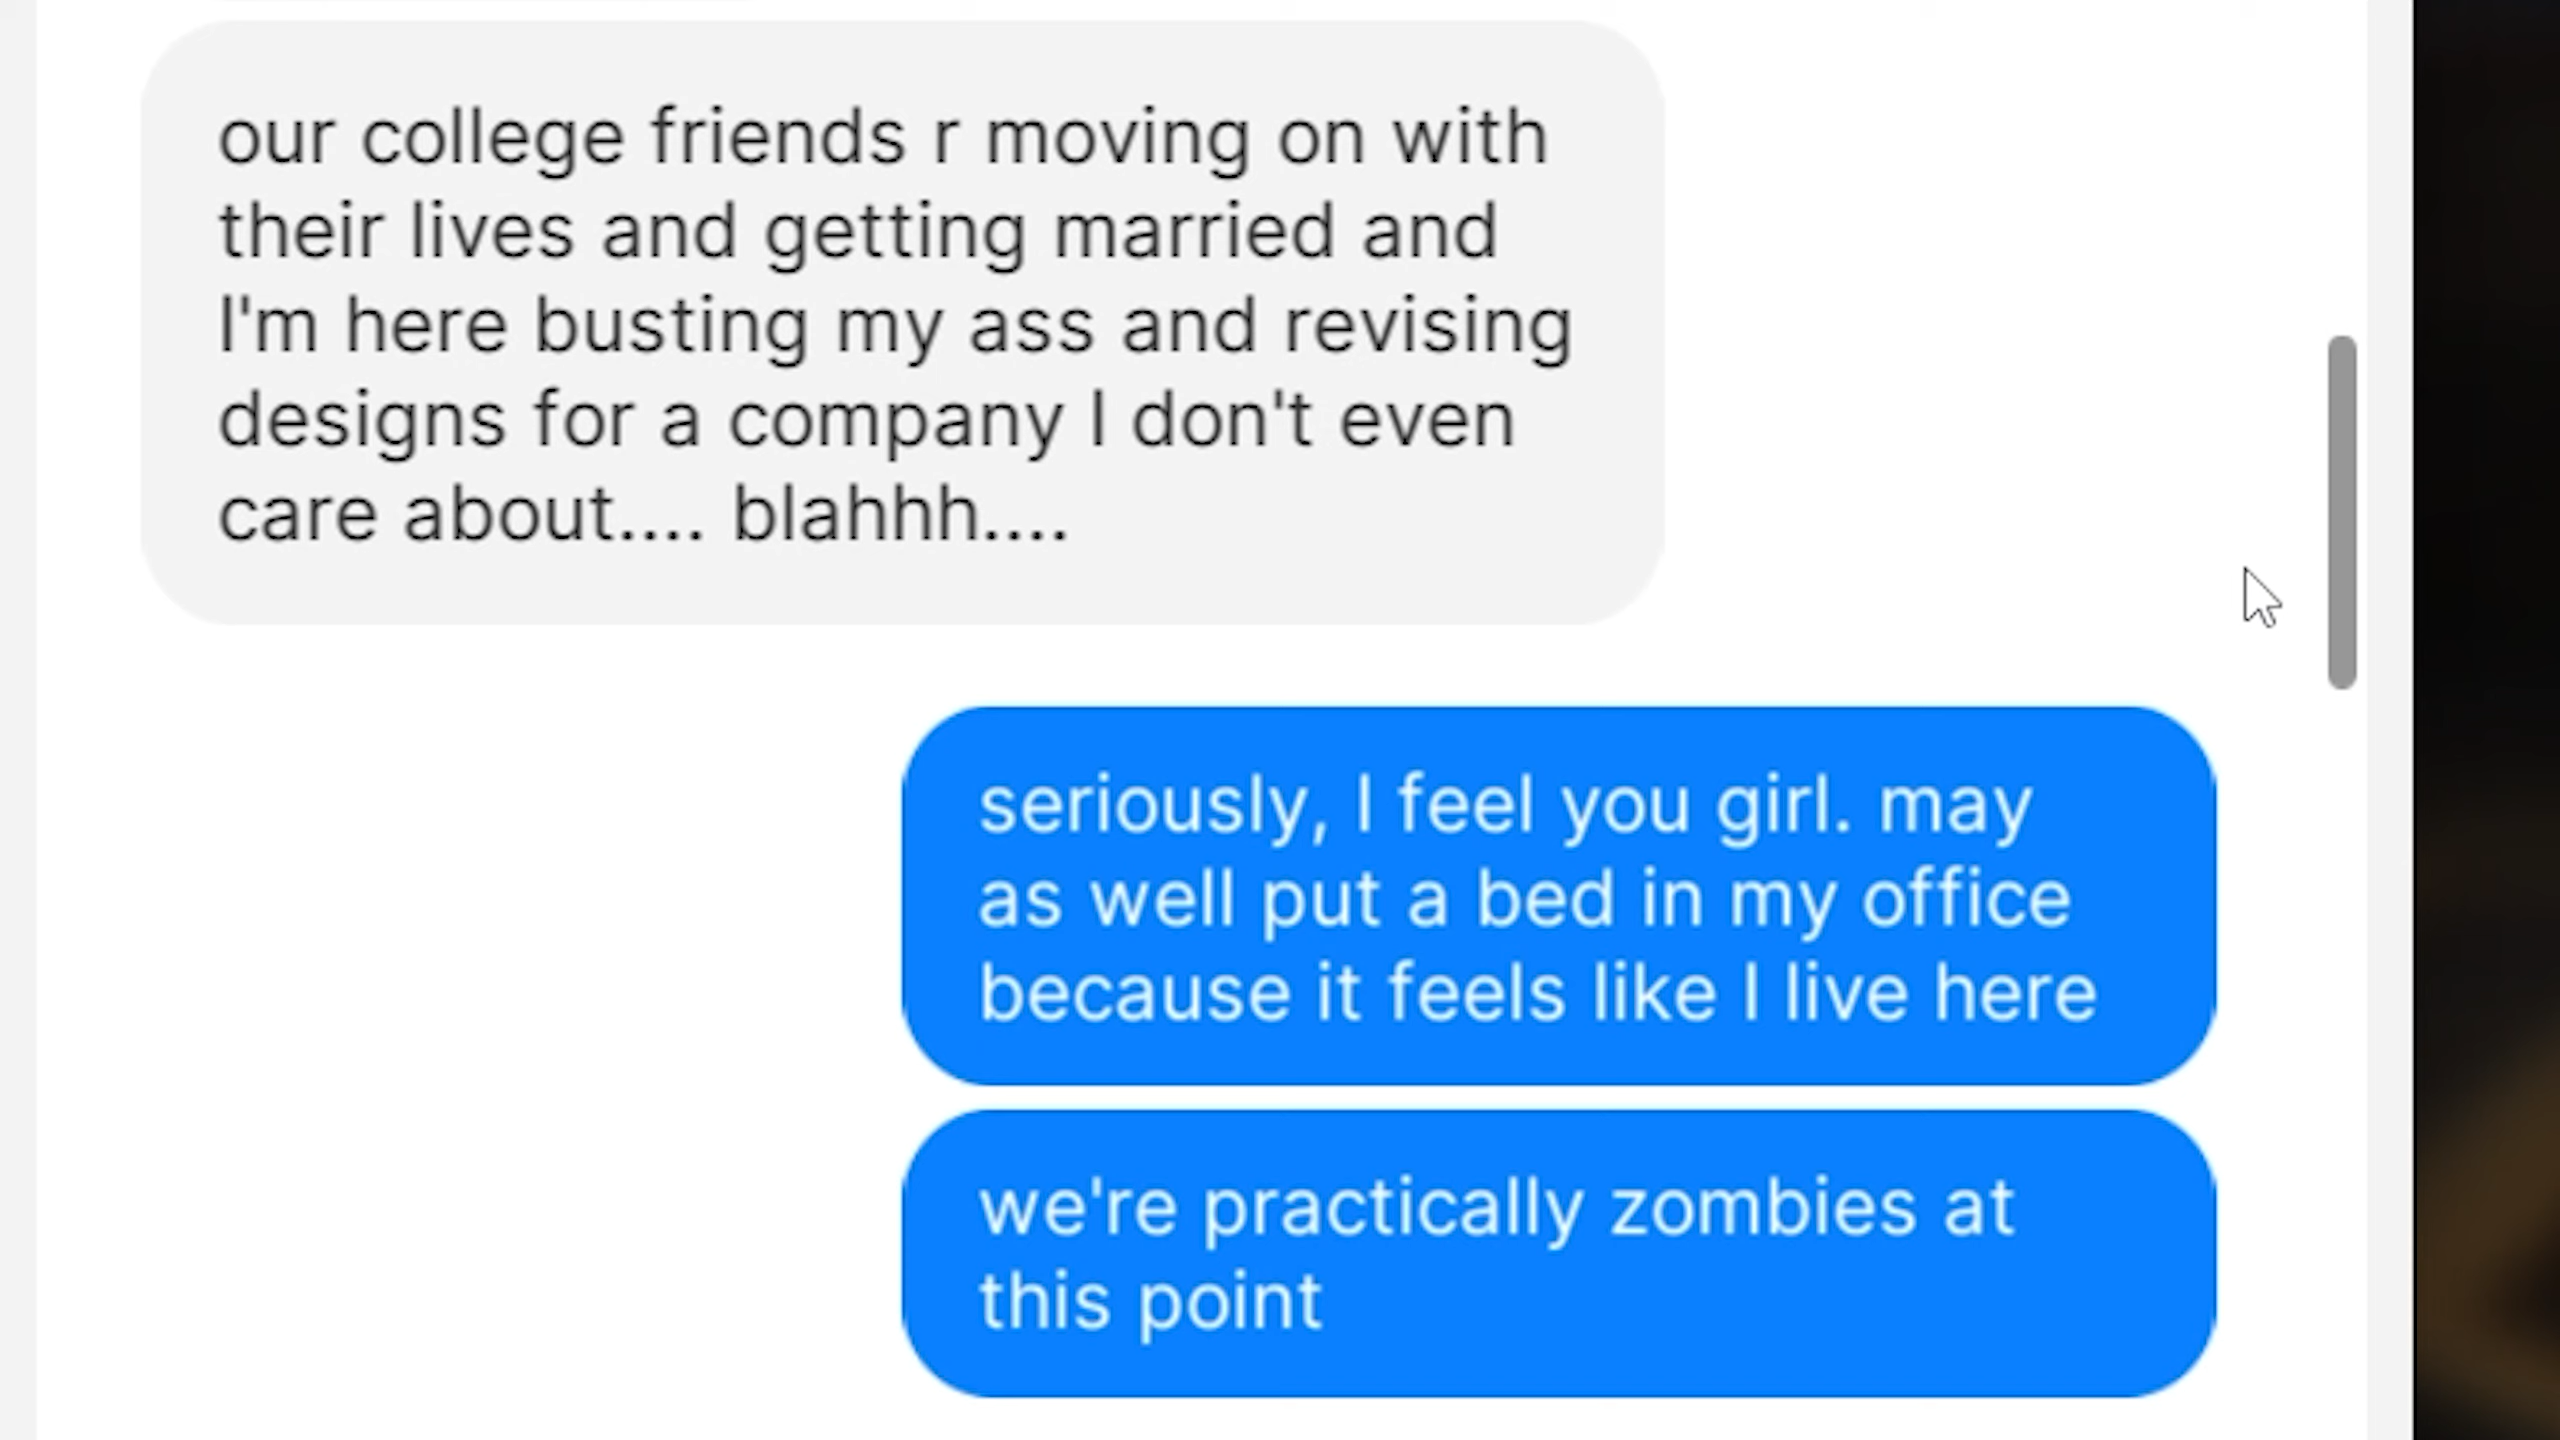 our college friends r moving on with
their lives and getting married and
I'm here busting my ass and revising
designs for a company I don't even
care about.... blahhh....
seriously, I feel you girl. may
as well put a bed in my office
because it feels like I live here
we're practically zombies at
this point